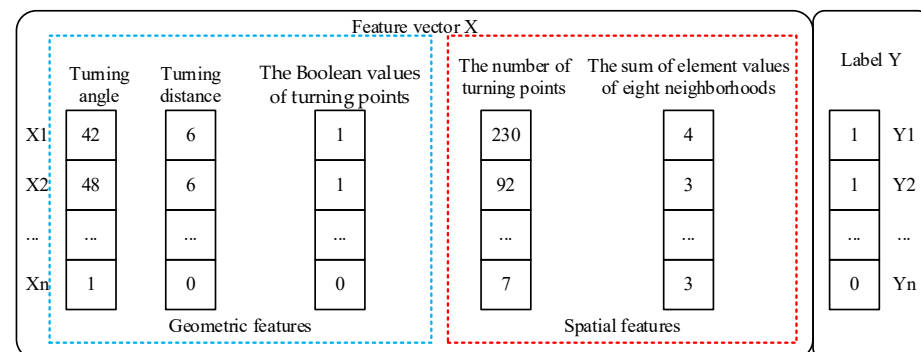 Feature vector X
Turning angle
Turning distance
The Boolean values of turning points
The number of turning points
The sum of element values of eight neighborhoods
Label Y
X1 42 6 1 230 4 1 Y1
X2 48 6 1 92 3 1 Y2
... ... ... ... ... ... ... ...
Xn 1 0 0 7 3 0 Yn
Geometric features
Spatial features